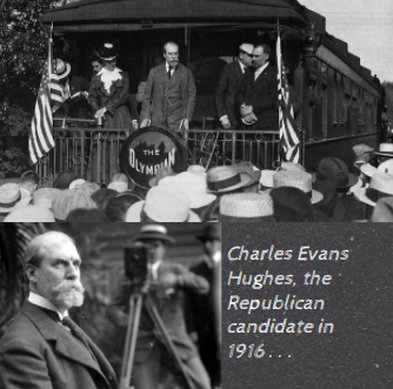 THE
OLYMPIAN
Charles Evans
Hughes, the
Republican
candidate in
1916 . . .